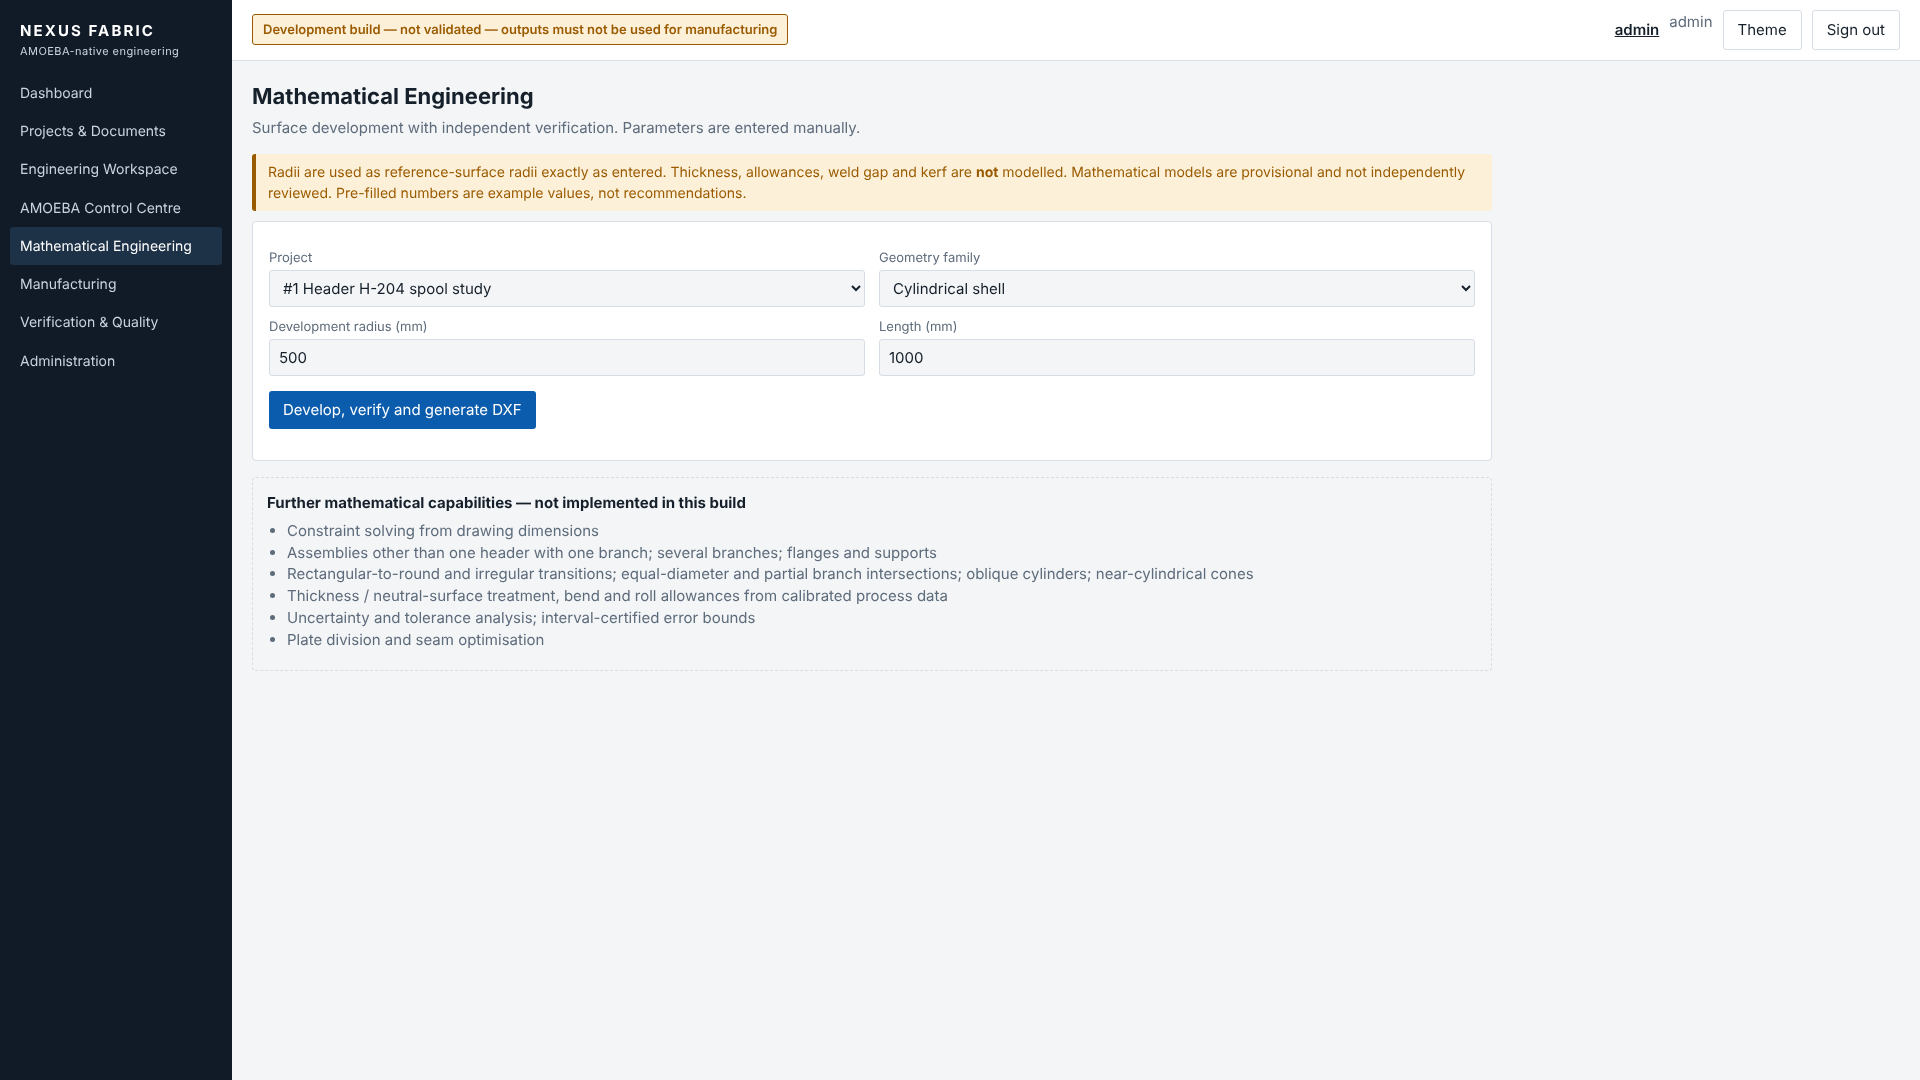 NEXUS FABRIC
AMOEBA-native engineering
Dashboard
Projects & Documents
Engineering Workspace
AMOEBA Control Centre
Mathematical Engineering
Manufacturing
Verification & Quality
Administration
Development build — not validated — outputs must not be used for manufacturing
admin admin Theme Sign out
Mathematical Engineering
Surface development with independent verification. Parameters are entered manually.
Radii are used as reference-surface radii exactly as entered. Thickness, allowances, weld gap and kerf are not modelled. Mathematical models are provisional and not independently
reviewed. Pre-filled numbers are example values, not recommendations.
Project
#1 Header H-204 spool study
Geometry family
Cylindrical shell
Development radius (mm)
500
Length (mm)
1000
Develop, verify and generate DXF
Further mathematical capabilities — not implemented in this build
• Constraint solving from drawing dimensions
• Assemblies other than one header with one branch; several branches; flanges and supports
• Rectangular-to-round and irregular transitions; equal-diameter and partial branch intersections; oblique cylinders; near-cylindrical cones
• Thickness / neutral-surface treatment, bend and roll allowances from calibrated process data
• Uncertainty and tolerance analysis; interval-certified error bounds
• Plate division and seam optimisation